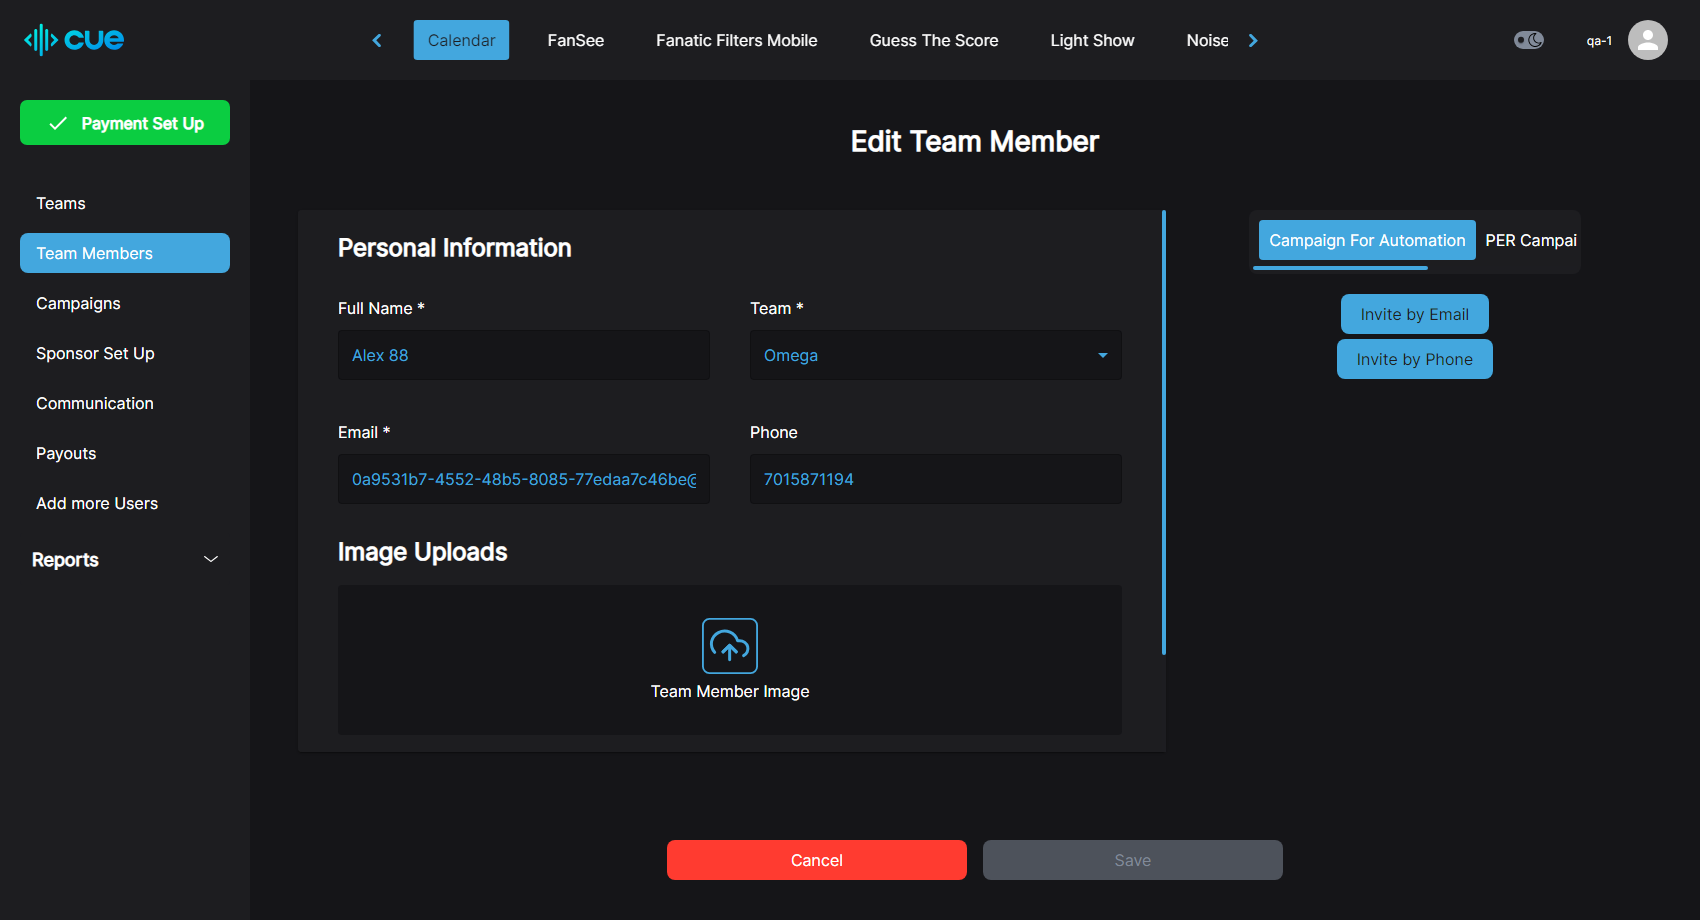 cue
Calendar
FanSee
Fanatic Filters Mobile
Guess The Score
Light Show
Noise
qa-1
Payment Set Up
Teams
Team Members
Campaigns
Sponsor Set Up
Communication
Payouts
Add more Users
Reports
Edit Team Member
Personal Information
Full Name *
Alex 88
Team *
Omega
Email *
0a9531b7-4552-48b5-8085-77edaa7c46be@
Phone
7015871194
Image Uploads
Team Member Image
Campaign For Automation
PER Campai
Invite by Email
Invite by Phone
Cancel
Save